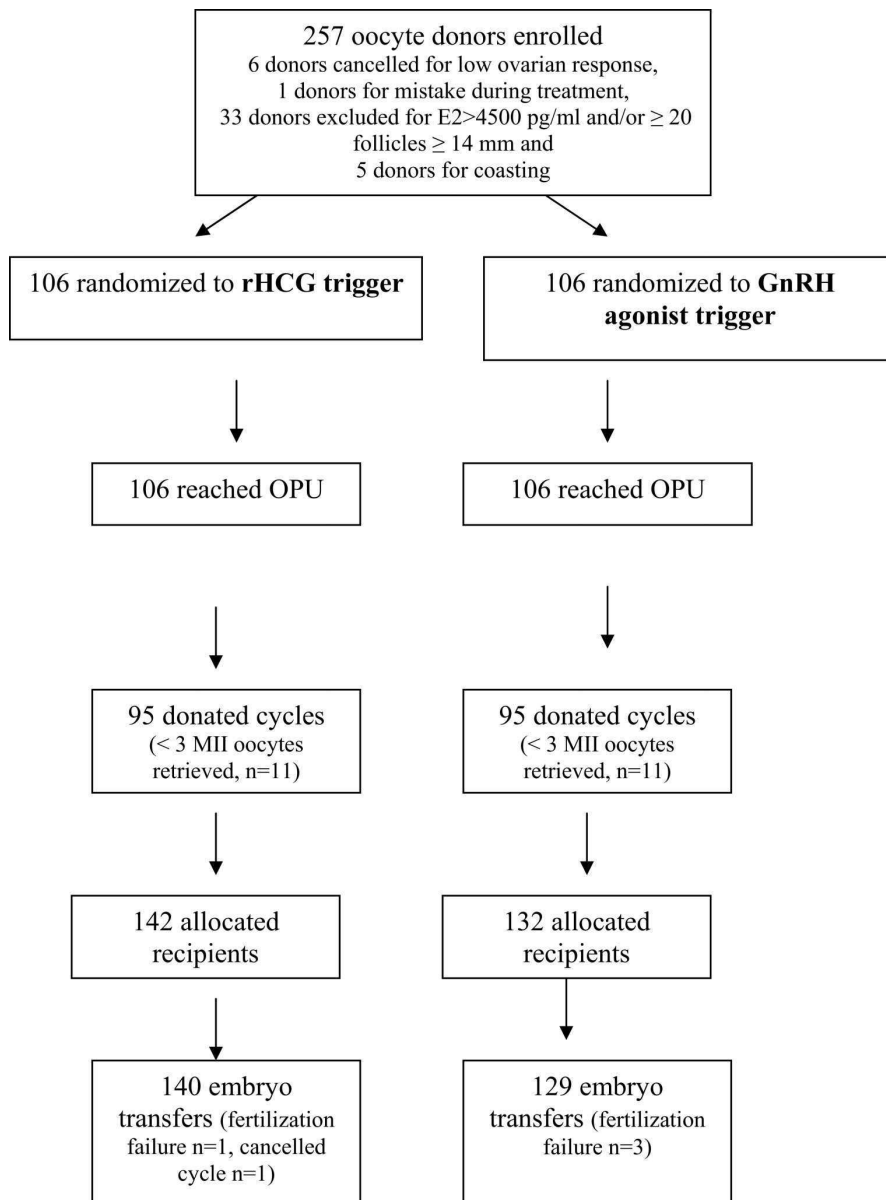 257 oocyte donors enrolled
6 donors cancelled for low ovarian response,
1 donors for mistake during treatment,
33 donors excluded for E2>4500 pg/ml and/or ≥ 20
follicles ≥ 14 mm and
5 donors for coasting
106 randomized to rHCG trigger
106 randomized to GnRH
agonist trigger
106 reached OPU
106 reached OPU
95 donated cycles
(< 3 MII oocytes
retrieved, n=11)
95 donated cycles
(< 3 MII oocytes
retrieved, n=11)
142 allocated
recipients
132 allocated
recipients
140 embryo
transfers (fertilization
failure n=1, cancelled
cycle n=1)
129 embryo
transfers (fertilization
failure n=3)